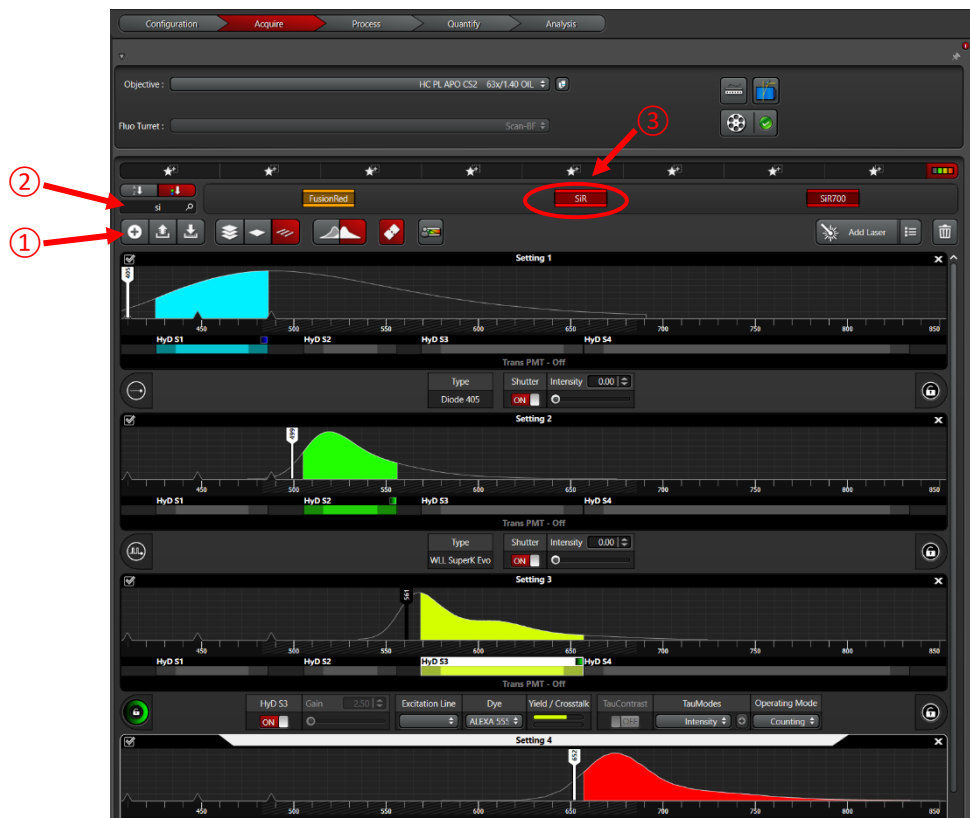 Configuration Acquire Process Quantify Analysis
Objective : HC PL APO CS2 63x/1.40 OIL
Fluo Turret : Scan-BF
③
②
si
FusionRed SiR SiR700
①
Add Laser
Setting 1
405
450 500 550 600 650 700 750 800 850
HyD S1 HyD S2 HyD S3 HyD S4
Trans PMT - Off
Type Shutter Intensity 0.00
Diode 405 ON
Setting 2
499
450 500 550 600 650 700 750 800 850
HyD S1 HyD S2 HyD S3 HyD S4
Trans PMT - Off
Type Shutter Intensity 0.00
WLL SuperK Evo ON
Setting 3
561
450 500 550 600 650 700 750 800 850
HyD S1 HyD S2 HyD S3 HyD S4
Trans PMT - Off
HyD S3 Gain 2.50 Excitation Line Dye Yield / Crosstalk TauContrast TauModes Operating Mode
ON ALEXA 555 OFF Intensity Counting
Setting 4
652
450 500 550 600 650 700 750 800 850